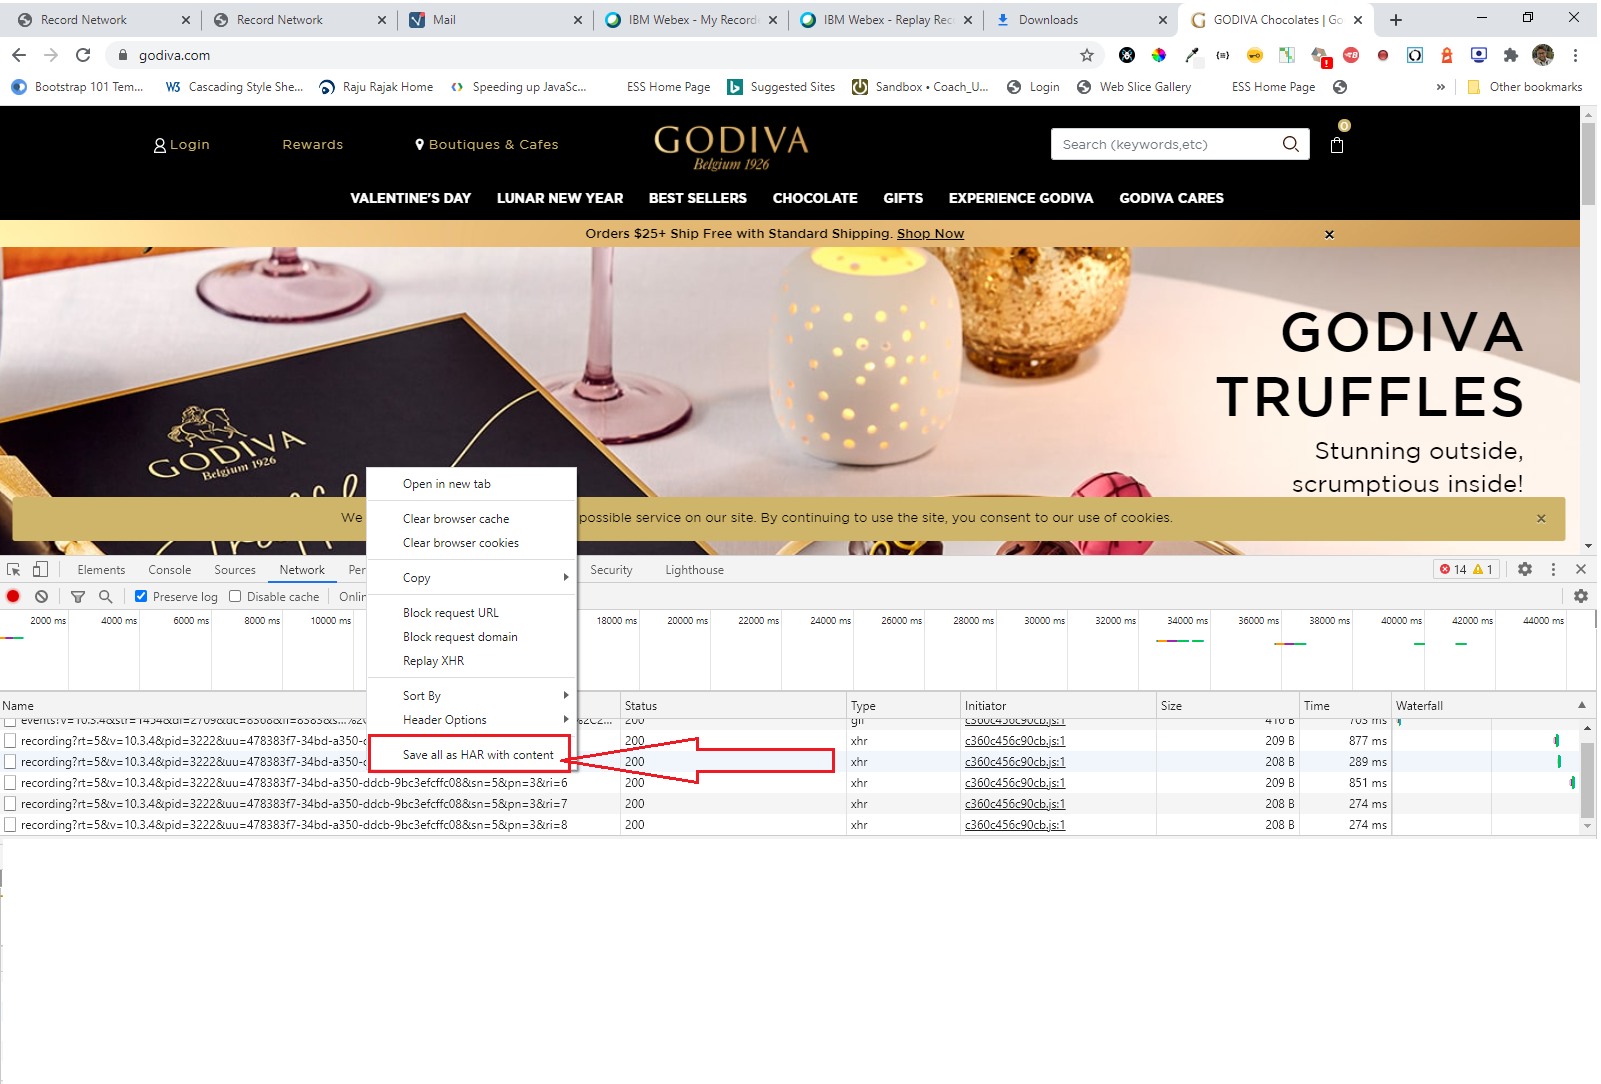 Record Network
Record Network
Mail
IBM Webex - My Record
IBM Webex - Replay Rec
Downloads
GODIVA Chocolates | Go
godiva.com
Bootstrap 101 Tem...
W3 Cascading Style She...
Raju Rajak Home
Speeding up JavaSc...
ESS Home Page
Suggested Sites
Sandbox • Coach_U...
Login
Web Slice Gallery
ESS Home Page
»
Other bookmarks
Login
Rewards
Boutiques & Cafes
GODIVA
Belgium 1926
Search (keywords,etc)
0
VALENTINE'S DAY LUNAR NEW YEAR BEST SELLERS CHOCOLATE GIFTS EXPERIENCE GODIVA GODIVA CARES
Orders $25+ Ship Free with Standard Shipping. Shop Now
GODIVA
TRUFFLES
Stunning outside,
scrumptious inside!
GODIVA
Belgium 1926
We
possible service on our site. By continuing to use the site, you consent to our use of cookies.
Open in new tab
Clear browser cache
Clear browser cookies
Copy
Block request URL
Block request domain
Replay XHR
Sort By
Header Options
Save all as HAR with content
Elements Console Sources Network Per Security Lighthouse
14 1
Preserve log Disable cache Onlin
2000 ms 4000 ms 6000 ms 8000 ms 10000 ms 18000 ms 20000 ms 22000 ms 24000 ms 26000 ms 28000 ms 30000 ms 32000 ms 34000 ms 36000 ms 38000 ms 40000 ms 42000 ms 44000 ms
Name Status Type Initiator Size Time Waterfall
events?v=10.3.4&str=1454&di=2709&dc=8368&fl=8383&s...%2C2... 200 gif c360c456c90cb.js:1 416 B 703 ms
recording?rt=5&v=10.3.4&pid=3222&uu=478383f7-34bd-a350-c 200 xhr c360c456c90cb.js:1 209 B 877 ms
recording?rt=5&v=10.3.4&pid=3222&uu=478383f7-34bd-a350-c 200 xhr c360c456c90cb.js:1 208 B 289 ms
recording?rt=5&v=10.3.4&pid=3222&uu=478383f7-34bd-a350-ddcb-9bc3efcffc08&sn=5&pn=3&ri=6 200 xhr c360c456c90cb.js:1 209 B 851 ms
recording?rt=5&v=10.3.4&pid=3222&uu=478383f7-34bd-a350-ddcb-9bc3efcffc08&sn=5&pn=3&ri=7 200 xhr c360c456c90cb.js:1 208 B 274 ms
recording?rt=5&v=10.3.4&pid=3222&uu=478383f7-34bd-a350-ddcb-9bc3efcffc08&sn=5&pn=3&ri=8 200 xhr c360c456c90cb.js:1 208 B 274 ms